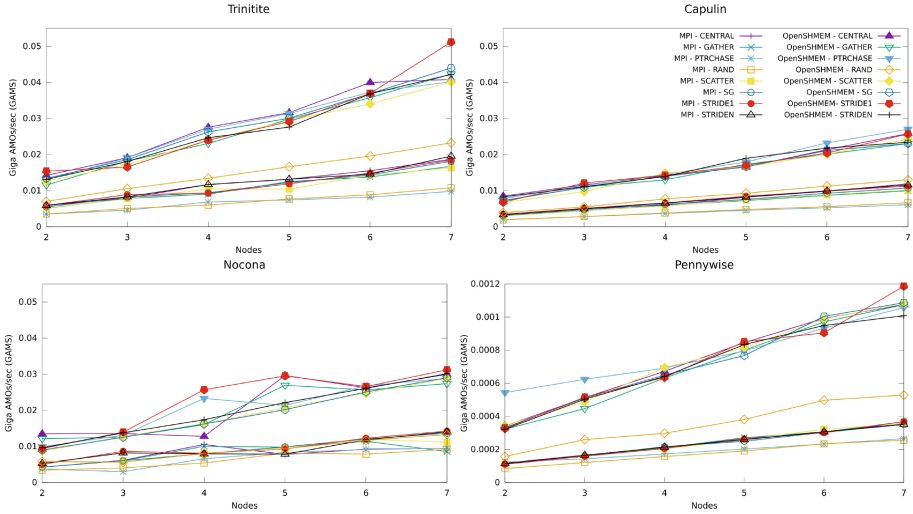 Trinitite
Giga AMOs/sec (GAMS)
0.05
0.04
0.03
0.02
0.01
0
2 3 4 5 6 7
Nodes
Capulin
Giga AMOs/sec (GAMS)
0.05
0.04
0.03
0.02
0.01
0
MPI - CENTRAL
MPI - GATHER
MPI - PTRCHASE
MPI - RAND
MPI - SCATTER
MPI - SG
MPI - STRIDE1
MPI - STRIDEN
OpenSHMEM - CENTRAL
OpenSHMEM - GATHER
OpenSHMEM - PTRCHASE
OpenSHMEM - RAND
OpenSHMEM - SCATTER
OpenSHMEM - SG
OpenSHMEM- STRIDE1
OpenSHMEM - STRIDEN
2 3 4 5 6 7
Nodes
Nocona
Giga AMOs/sec (GAMS)
0.05
0.04
0.03
0.02
0.01
0
2 3 4 5 6 7
Nodes
Pennywise
Giga AMOs/sec (GAMS)
0.0012
0.001
0.0008
0.0006
0.0004
0.0002
0
2 3 4 5 6 7
Nodes